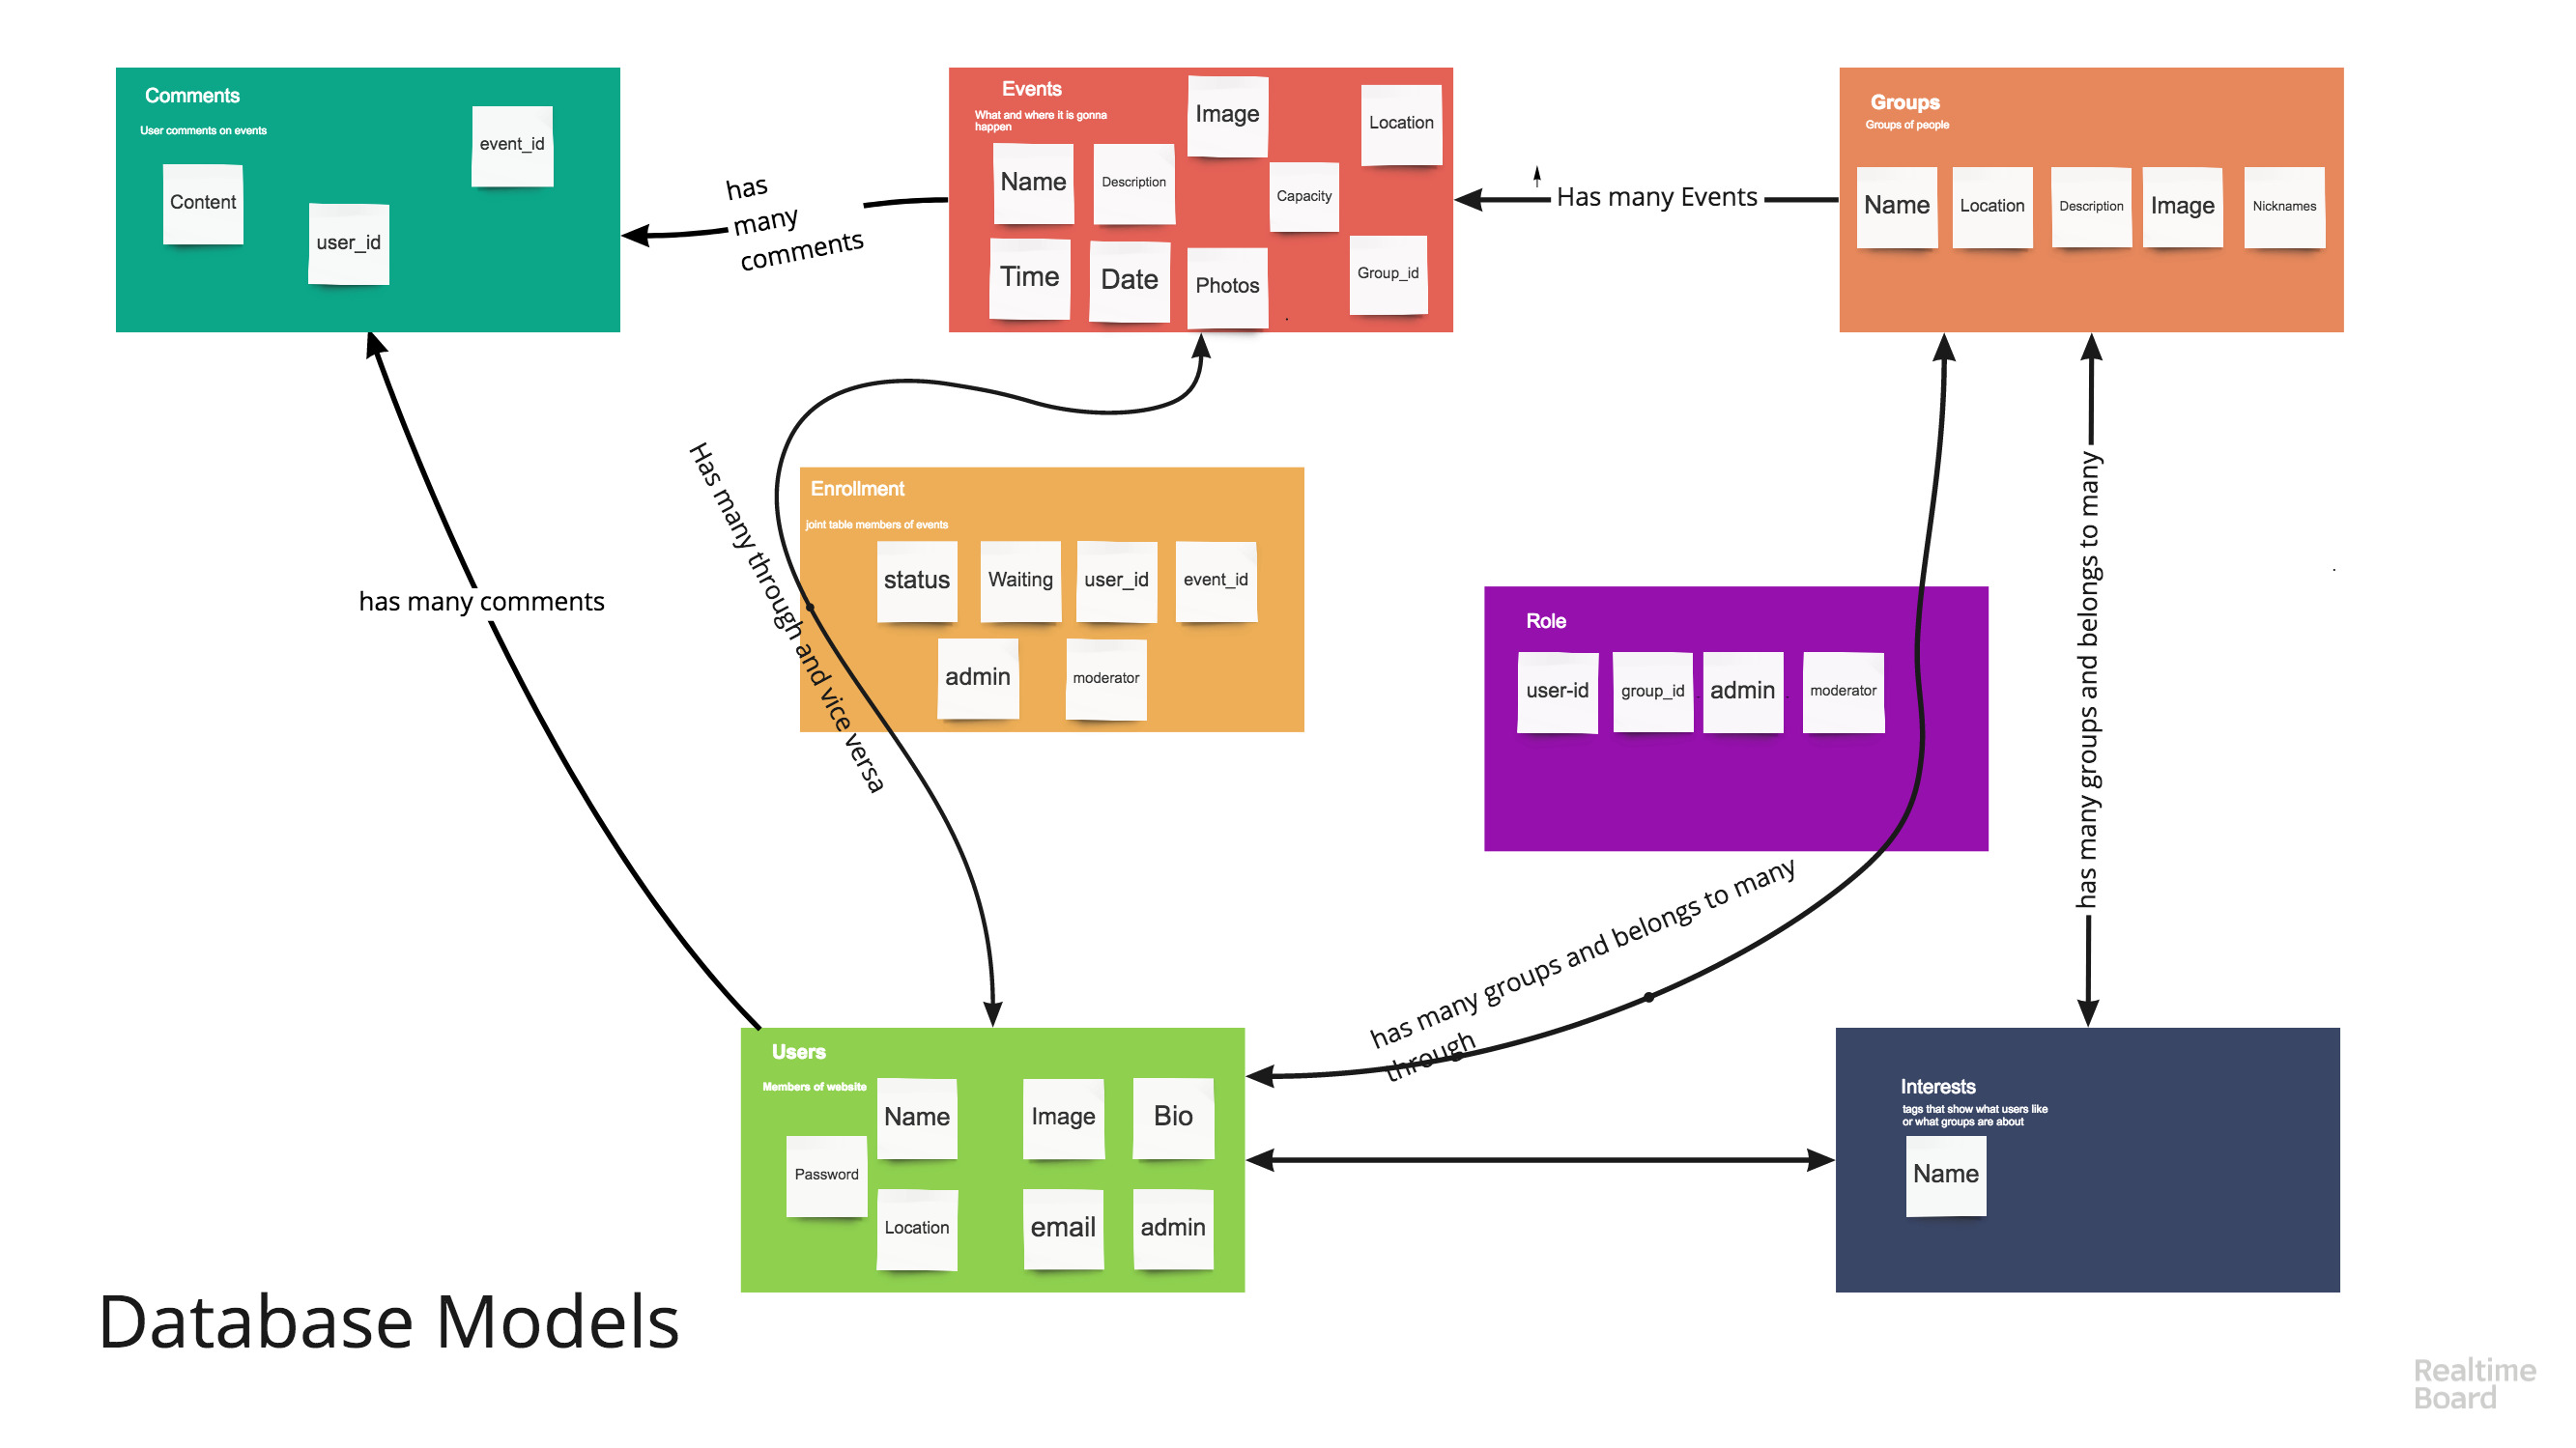 Comments
User comments on events
event_id
Content
user_id
has
many
comments
Events
What and where it is gonna
happen
Image
Location
Name
Description
Capacity
Time
Date
Photos
Group_id
Has many Events
Groups
Groups of people
Name
Location
Description
Image
Nicknames
Has many through and vice versa
Enrollment
joint table members of events
status
Waiting
user_id
event_id
admin
moderator
has many comments
Role
user-id
group_id
admin
moderator
has many groups and belongs to many
has many groups and belongs to many
through
Users
Members of website
Name
Image
Bio
Password
Location
email
admin
Interests
tags that show what users like
or what groups are about
Name
Database Models
Realtime
Board